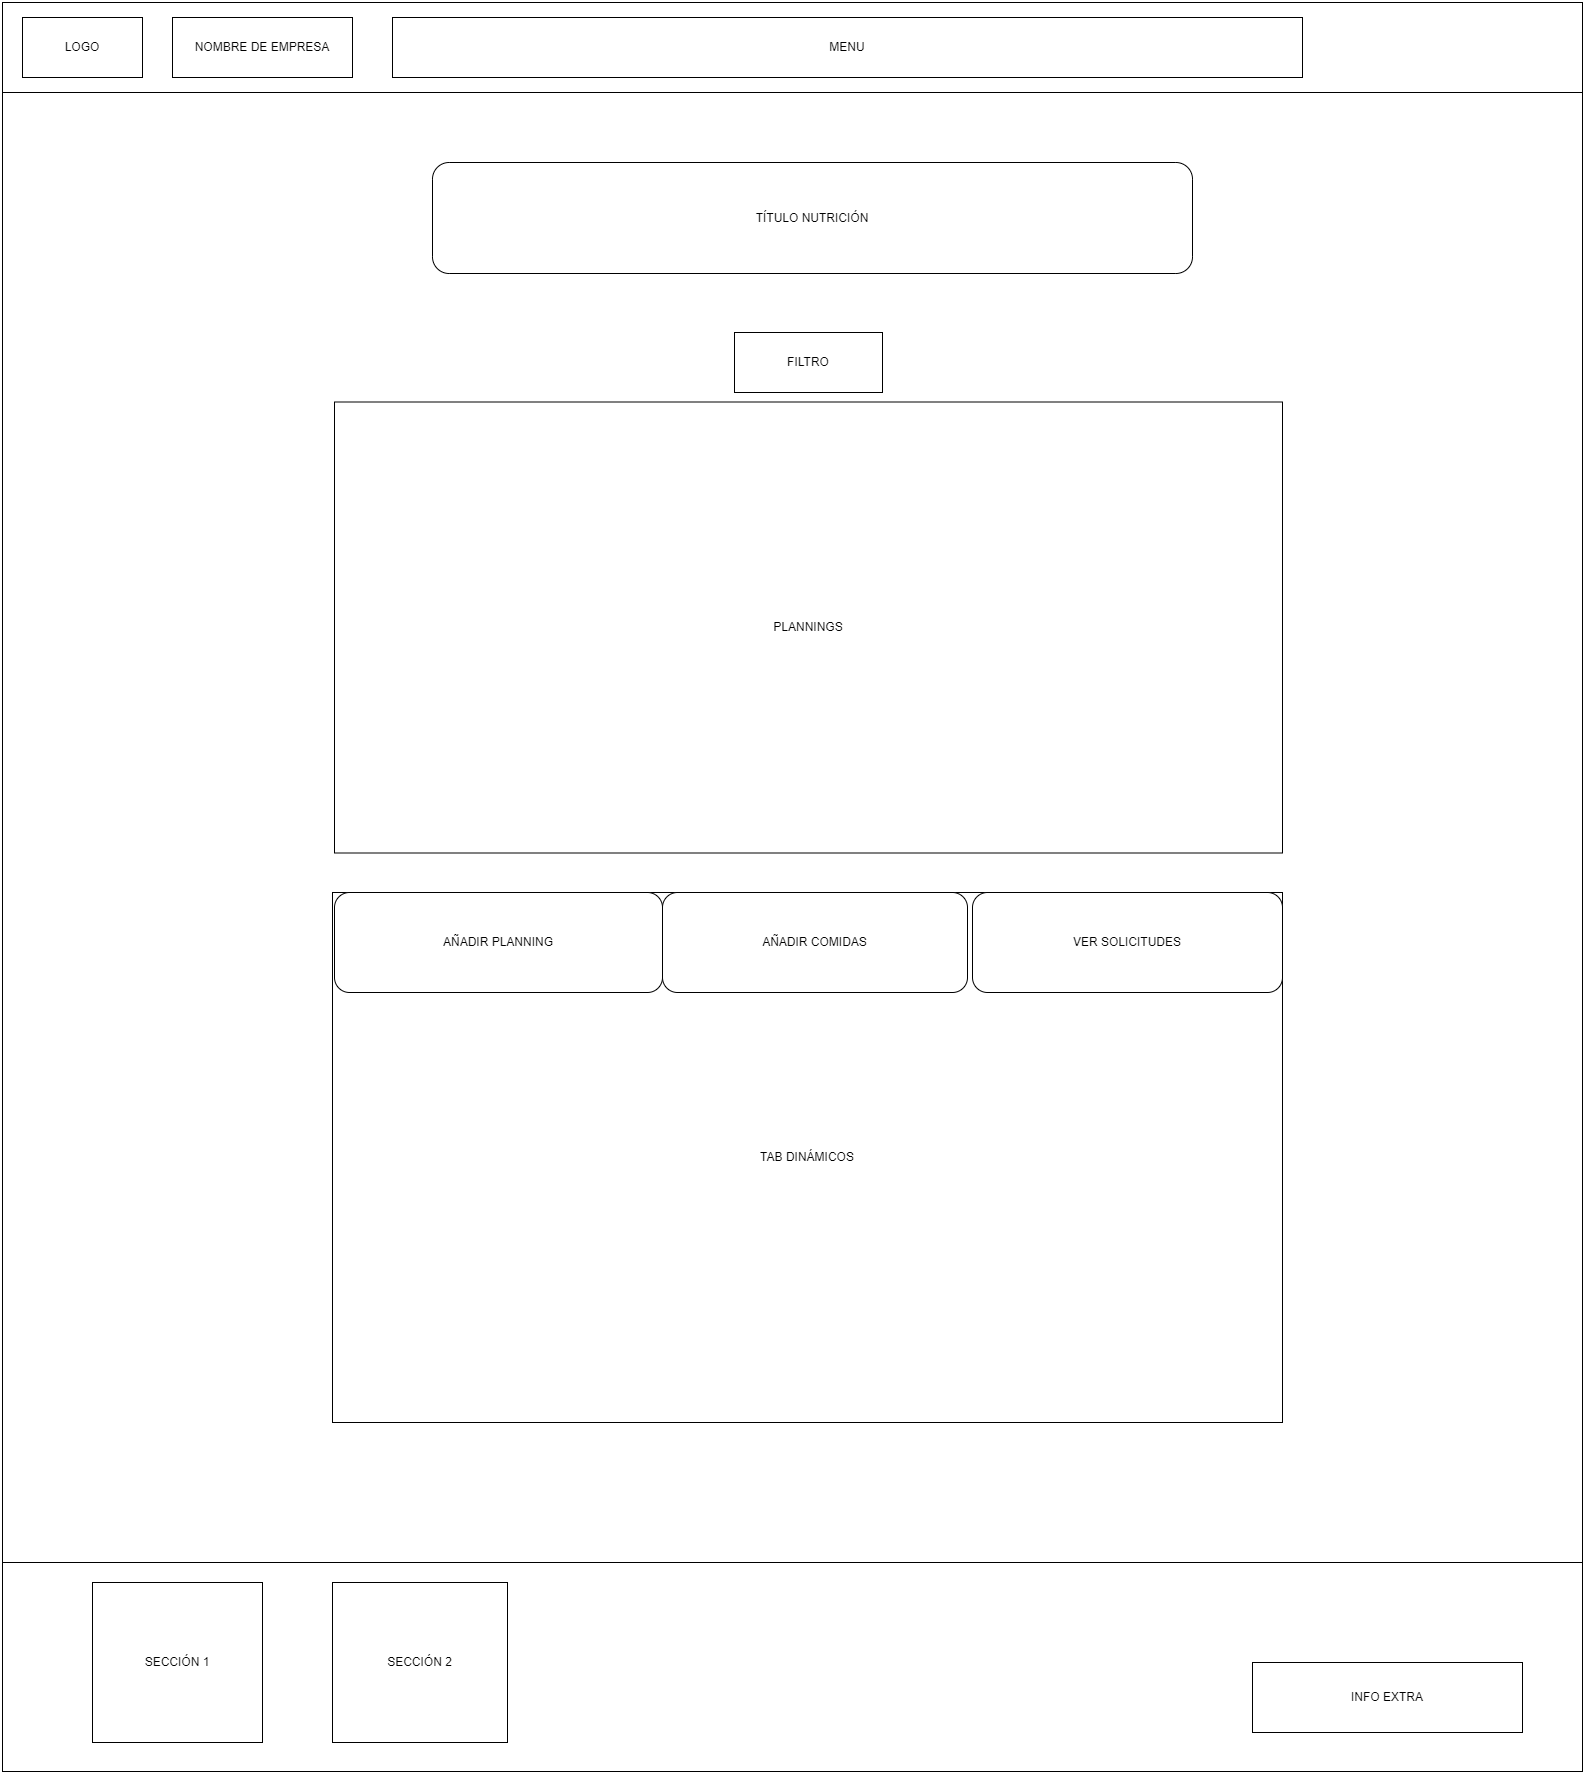 LOGO
NOMBRE DE EMPRESA
MENU
TÍTULO NUTRICIÓN
FILTRO
PLANNINGS
AÑADIR PLANNING
AÑADIR COMIDAS
VER SOLICITUDES
TAB DINÁMICOS
SECCIÓN 1
SECCIÓN 2
INFO EXTRA